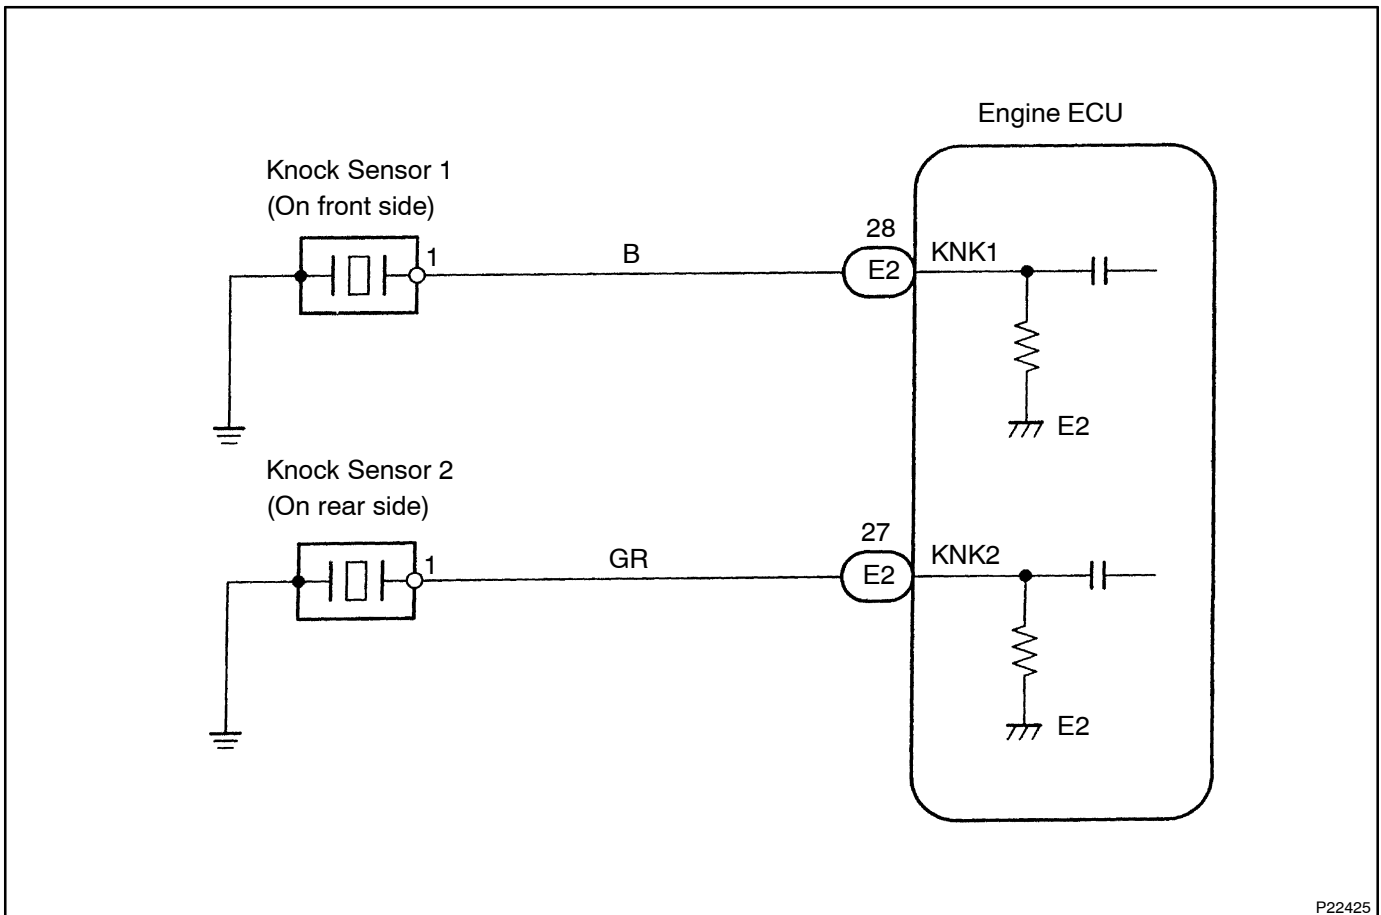 Engine ECU
Knock Sensor 1
(On front side)
1
B
28
E2
KNK1
E2
Knock Sensor 2
(On rear side)
1
GR
27
E2
KNK2
E2
P22425